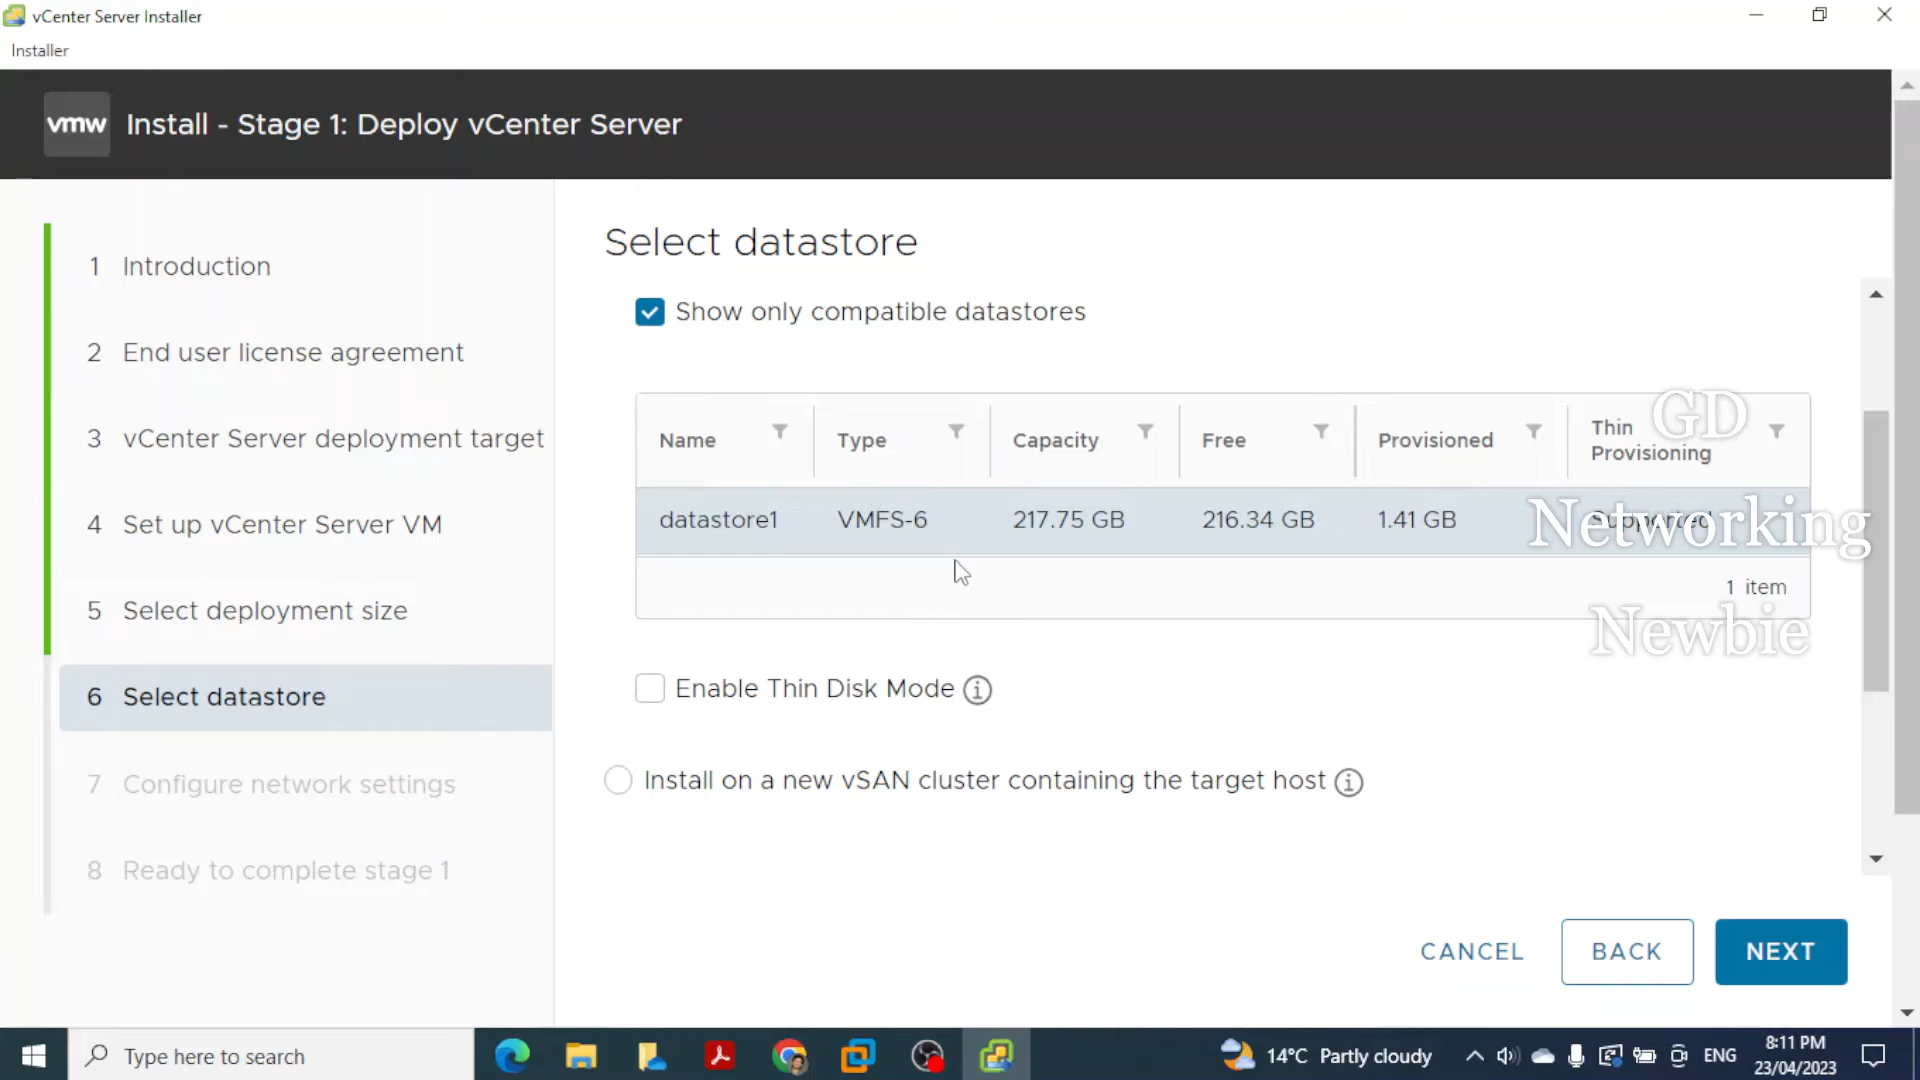 vCenter Server Installer
Installer
vmw Install - Stage 1: Deploy vCenter Server
1 Introduction
2 End user license agreement
3 vCenter Server deployment target
4 Set up vCenter Server VM
5 Select deployment size
6 Select datastore
7 Configure network settings
8 Ready to complete stage 1
Select datastore
Show only compatible datastores
Name Type Capacity Free Provisioned Thin Provisioning
datastore1 VMFS-6 217.75 GB 216.34 GB 1.41 GB Supported
1 item
Enable Thin Disk Mode
Install on a new vSAN cluster containing the target host
CANCEL BACK NEXT
GD
Networking
Newbie
Type here to search
14°C Partly cloudy
ENG
8:11 PM
23/04/2023